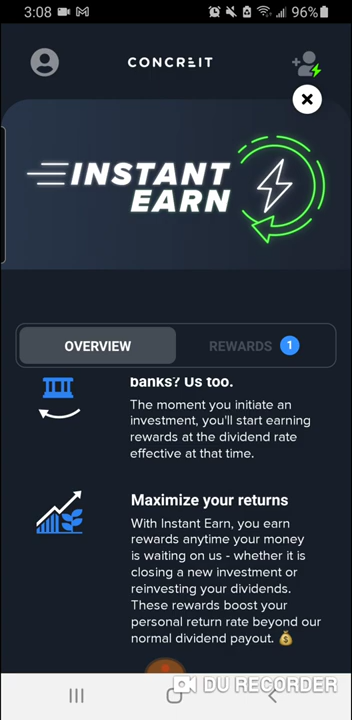 3:08 96%
CONCREIT
INSTANT
EARN
OVERVIEW REWARDS 1
banks? Us too.
The moment you initiate an
investment, you'll start earning
rewards at the dividend rate
effective at that time.
Maximize your returns
With Instant Earn, you earn
rewards anytime your money
is waiting on us - whether it is
closing a new investment or
reinvesting your dividends.
These rewards boost your
personal return rate beyond our
normal dividend payout. 💰
DU RECORDER